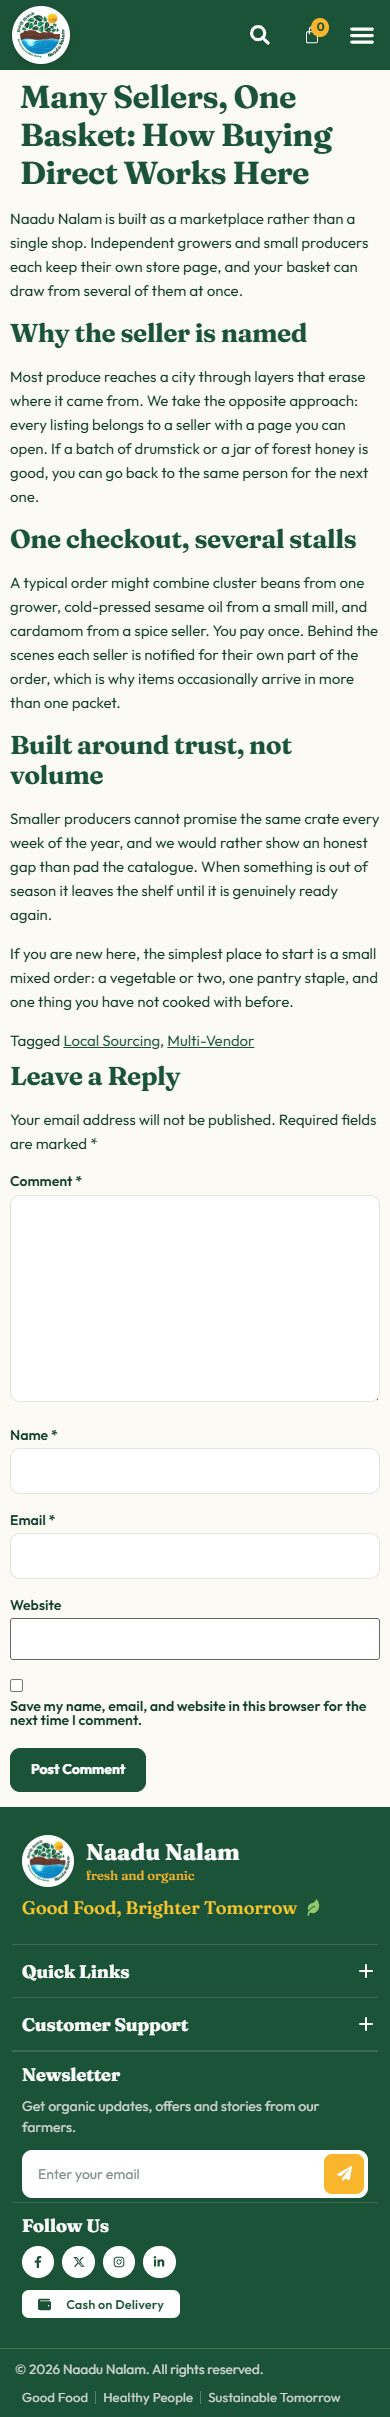 0
Many Sellers, One
Basket: How Buying
Direct Works Here
Naadu Nalam is built as a marketplace rather than a
single shop. Independent growers and small producers
each keep their own store page, and your basket can
draw from several of them at once.
Why the seller is named
Most produce reaches a city through layers that erase
where it came from. We take the opposite approach:
every listing belongs to a seller with a page you can
open. If a batch of drumstick or a jar of forest honey is
good, you can go back to the same person for the next
one.
One checkout, several stalls
A typical order might combine cluster beans from one
grower, cold-pressed sesame oil from a small mill, and
cardamom from a spice seller. You pay once. Behind the
scenes each seller is notified for their own part of the
order, which is why items occasionally arrive in more
than one packet.
Built around trust, not
volume
Smaller producers cannot promise the same crate every
week of the year, and we would rather show an honest
gap than pad the catalogue. When something is out of
season it leaves the shelf until it is genuinely ready
again.
If you are new here, the simplest place to start is a small
mixed order: a vegetable or two, one pantry staple, and
one thing you have not cooked with before.
Tagged Local Sourcing, Multi-Vendor
Leave a Reply
Your email address will not be published. Required fields
are marked *
Comment *
Name *
Email *
Website
Save my name, email, and website in this browser for the
next time I comment.
Post Comment
Naadu Nalam
fresh and organic
Good Food, Brighter Tomorrow
Quick Links
Customer Support
Newsletter
Get organic updates, offers and stories from our
farmers.
Enter your email
Follow Us
Cash on Delivery
© 2026 Naadu Nalam. All rights reserved.
Good Food | Healthy People | Sustainable Tomorrow